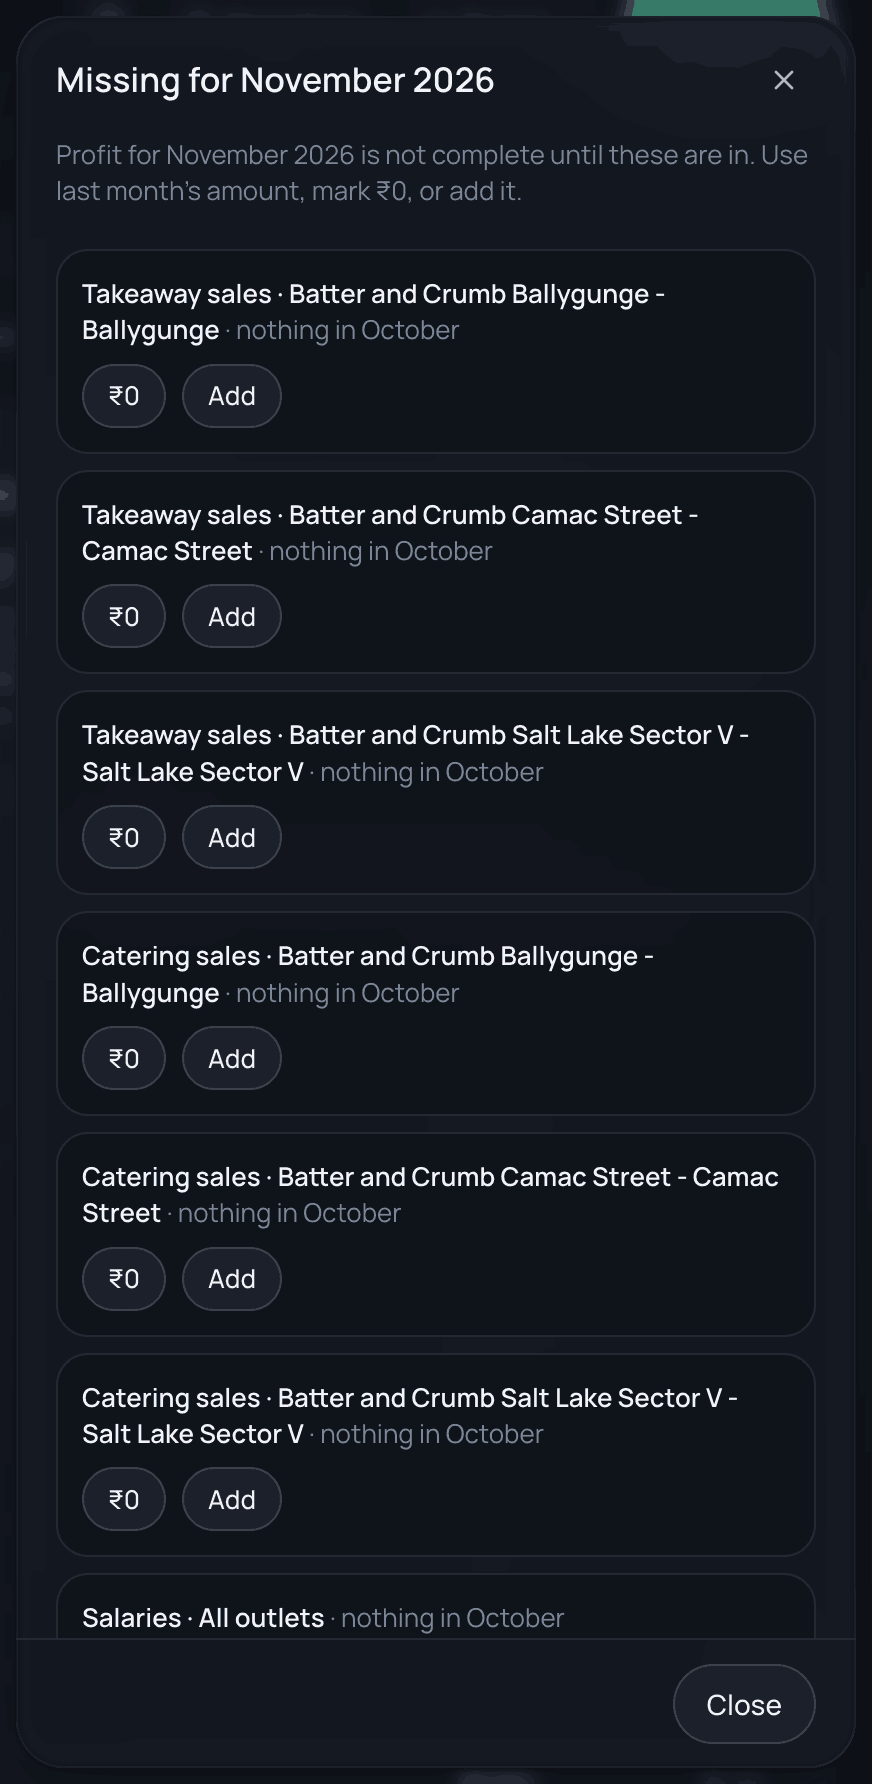 Missing for November 2026
Profit for November 2026 is not complete until these are in. Use
last month's amount, mark ₹0, or add it.
Takeaway sales · Batter and Crumb Ballygunge -
Ballygunge · nothing in October
₹0 Add
Takeaway sales · Batter and Crumb Camac Street -
Camac Street · nothing in October
₹0 Add
Takeaway sales · Batter and Crumb Salt Lake Sector V -
Salt Lake Sector V · nothing in October
₹0 Add
Catering sales · Batter and Crumb Ballygunge -
Ballygunge · nothing in October
₹0 Add
Catering sales · Batter and Crumb Camac Street - Camac
Street · nothing in October
₹0 Add
Catering sales · Batter and Crumb Salt Lake Sector V -
Salt Lake Sector V · nothing in October
₹0 Add
Salaries · All outlets · nothing in October
Close